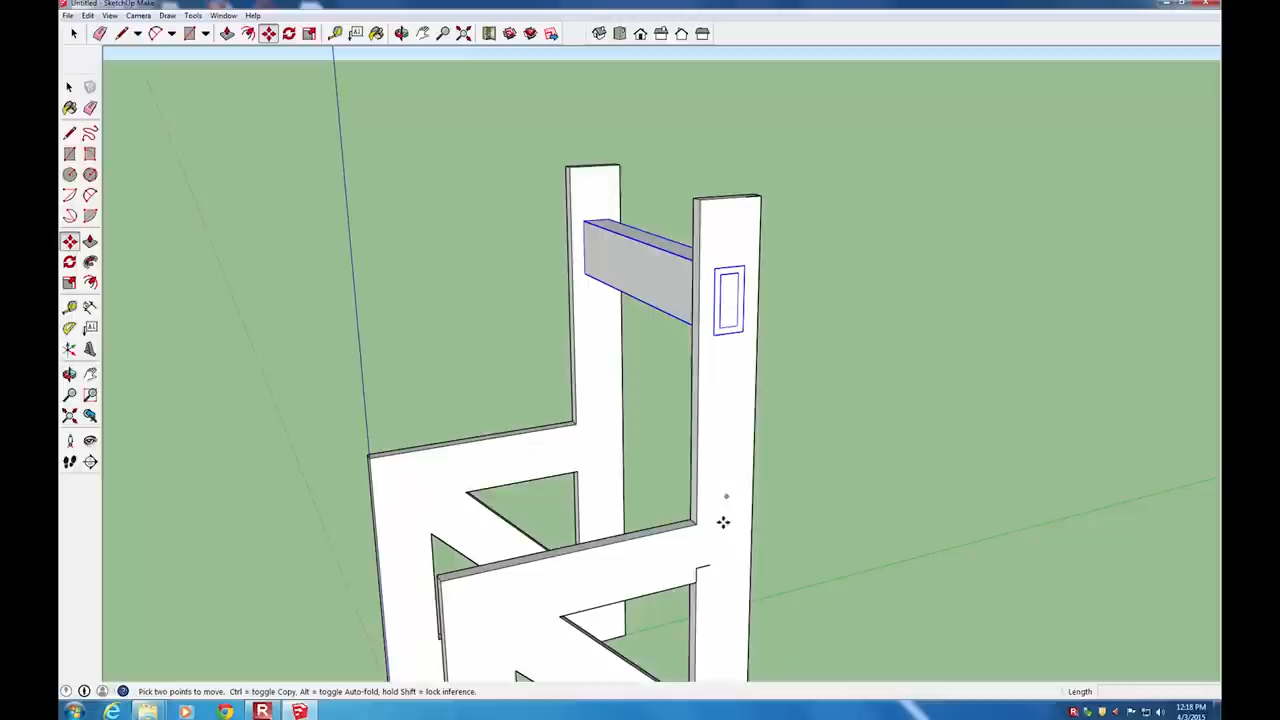 Untitled - SketchUp Make
File Edit View Camera Draw Tools Window Help
Pick two points to move. Ctrl = toggle Copy, Alt = toggle Auto-fold, hold Shift = lock inference.
Length
12:18 PM
4/3/2015